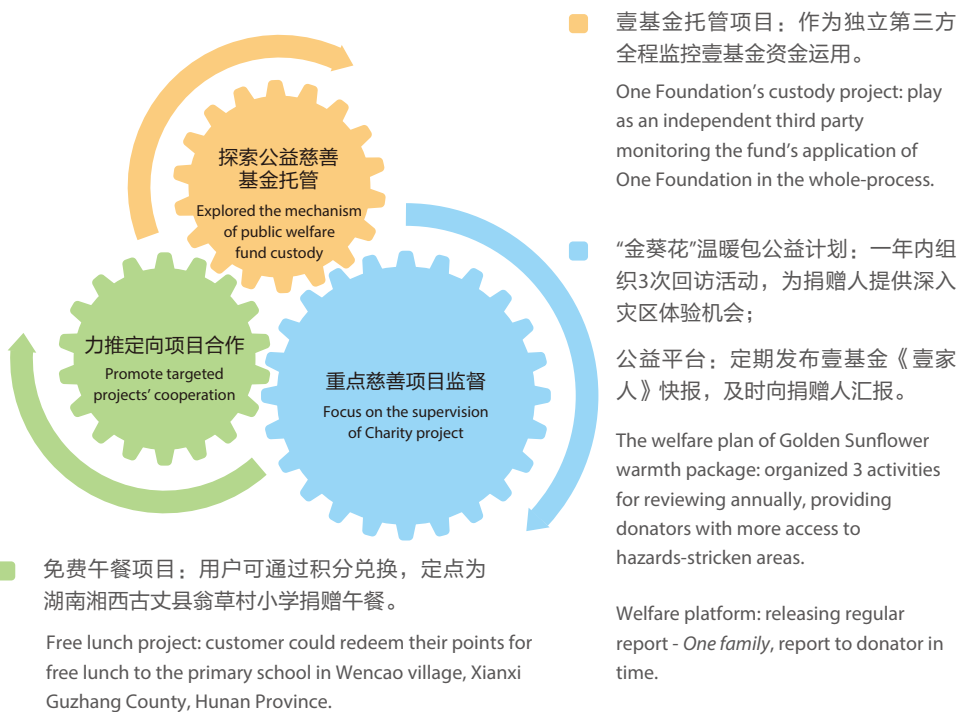 探索公益慈善
基金托管
Explored the mechanism
of public welfare
fund custody
力推定向项目合作
Promote targeted
projects’ cooperation
重点慈善项目监督
Focus on the supervision
of Charity project
壹基金托管项目：作为独立第三方
全程监控壹基金资金运用。
One Foundation’s custody project: play
as an independent third party
monitoring the fund’s application of
One Foundation in the whole-process.
“金葵花”温暖包公益计划：一年内组
织3次回访活动，为捐赠人提供深入
灾区体验机会；
公益平台：定期发布壹基金《壹家
人》快报，及时向捐赠人汇报。
The welfare plan of Golden Sunflower
warmth package: organized 3 activities
for reviewing annually, providing
donators with more access to
hazards-stricken areas.
Welfare platform: releasing regular
report - One family, report to donator in
time.
免费午餐项目：用户可通过积分兑换，定点为
湖南湘西古丈县翁草村小学捐赠午餐。
Free lunch project: customer could redeem their points for
free lunch to the primary school in Wencao village, Xianxi
Guzhang County, Hunan Province.